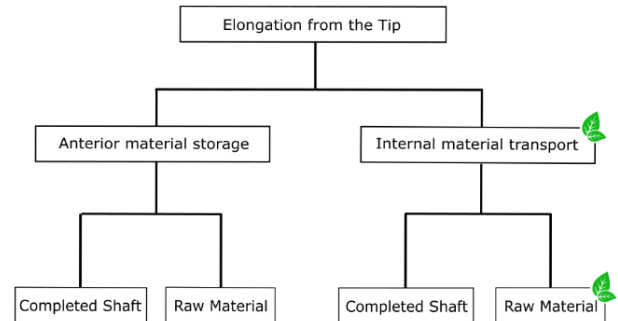 Elongation from the Tip
Anterior material storage
Internal material transport
Completed Shaft
Raw Material
Completed Shaft
Raw Material